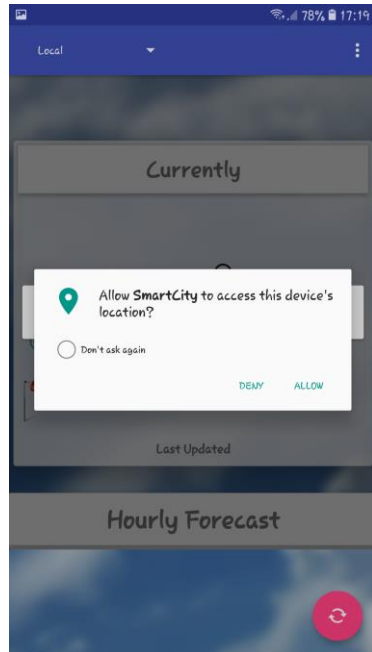 78% 17:19
Local
Currently
Allow SmartCity to access this device's
location?
Don't ask again
DENY ALLOW
Last Updated
Hourly Forecast